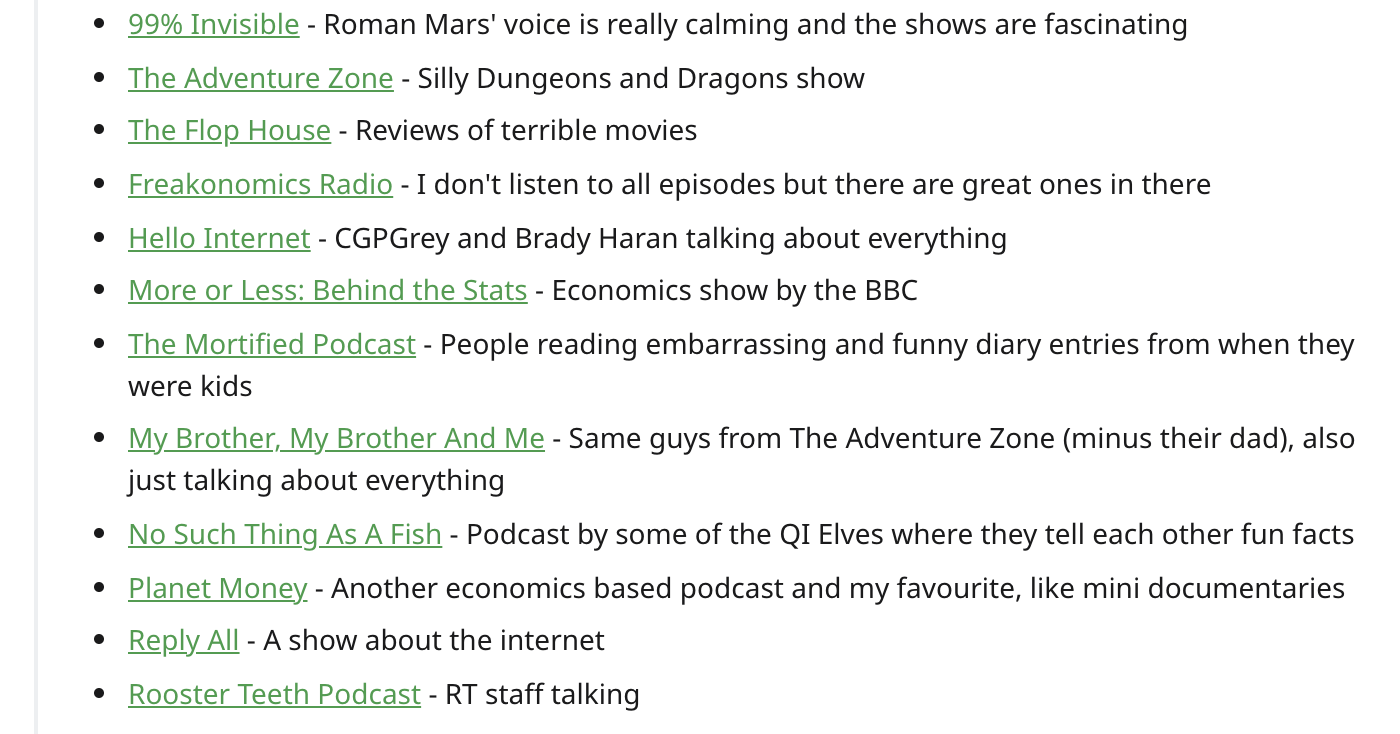 99% Invisible - Roman Mars' voice is really calming and the shows are fascinating
The Adventure Zone - Silly Dungeons and Dragons show
The Flop House - Reviews of terrible movies
Freakonomics Radio - I don't listen to all episodes but there are great ones in there
Hello Internet - CGPGrey and Brady Haran talking about everything
More or Less: Behind the Stats - Economics show by the BBC
The Mortified Podcast - People reading embarrassing and funny diary entries from when they
were kids
My Brother, My Brother And Me - Same guys from The Adventure Zone (minus their dad), also
just talking about everything
No Such Thing As A Fish - Podcast by some of the QI Elves where they tell each other fun facts
Planet Money - Another economics based podcast and my favourite, like mini documentaries
Reply All - A show about the internet
Rooster Teeth Podcast - RT staff talking